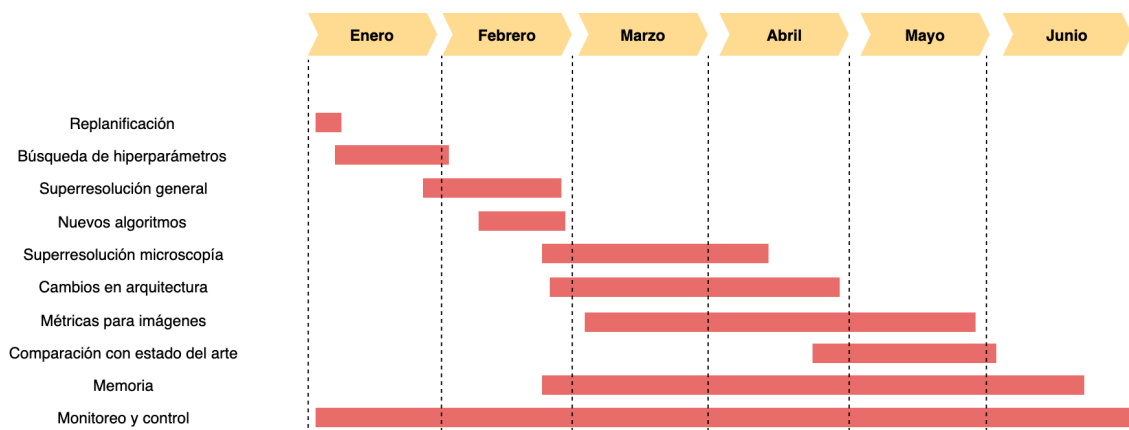 Enero
Febrero
Marzo
Abril
Mayo
Junio
Replanificación
Búsqueda de hiperparámetros
Superresolución general
Nuevos algoritmos
Superresolución microscopía
Cambios en arquitectura
Métricas para imágenes
Comparación con estado del arte
Memoria
Monitoreo y control